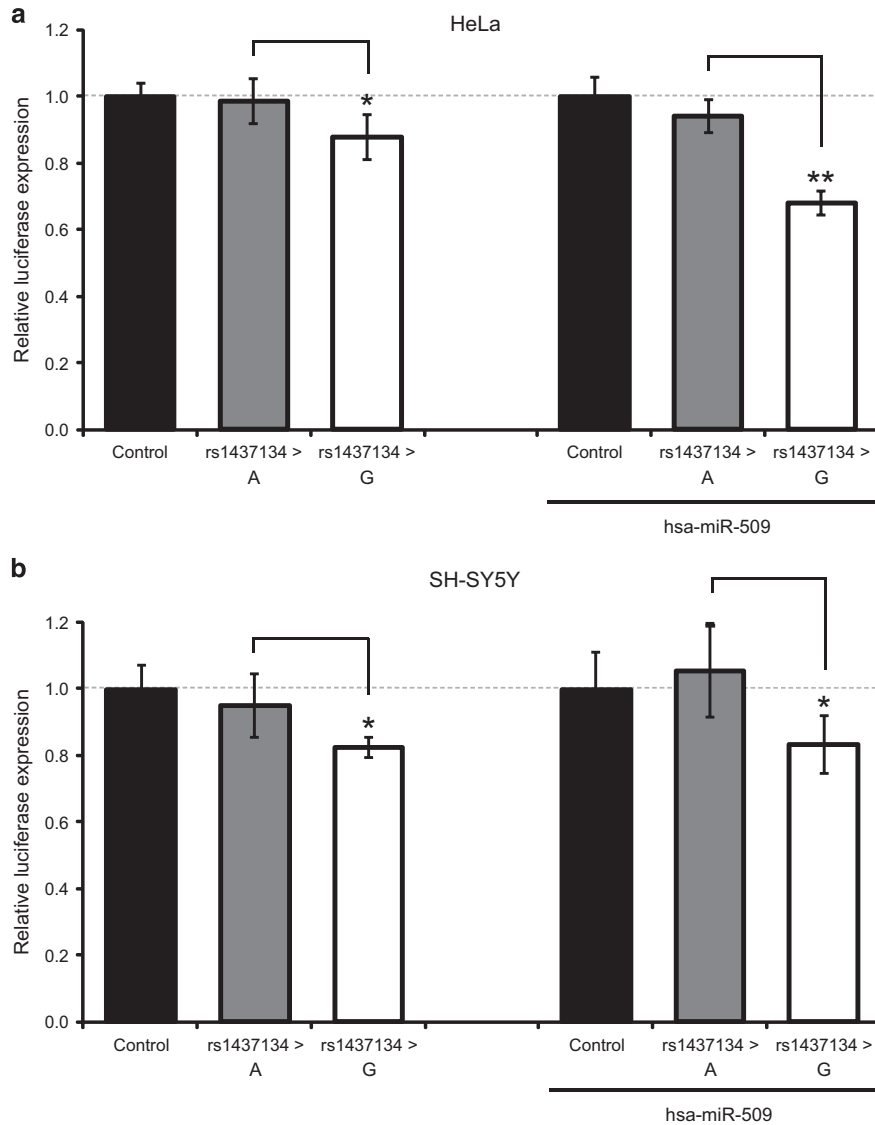 a
HeLa
Relative luciferase expression
1.2
1.0
0.8
0.6
0.4
0.2
0.0
*
**
Control
rs1437134 >
A
rs1437134 >
G
Control
rs1437134 >
A
rs1437134 >
G
hsa-miR-509
b
SH-SY5Y
Relative luciferase expression
1.2
1.0
0.8
0.6
0.4
0.2
0.0
*
*
Control
rs1437134 >
A
rs1437134 >
G
Control
rs1437134 >
A
rs1437134 >
G
hsa-miR-509